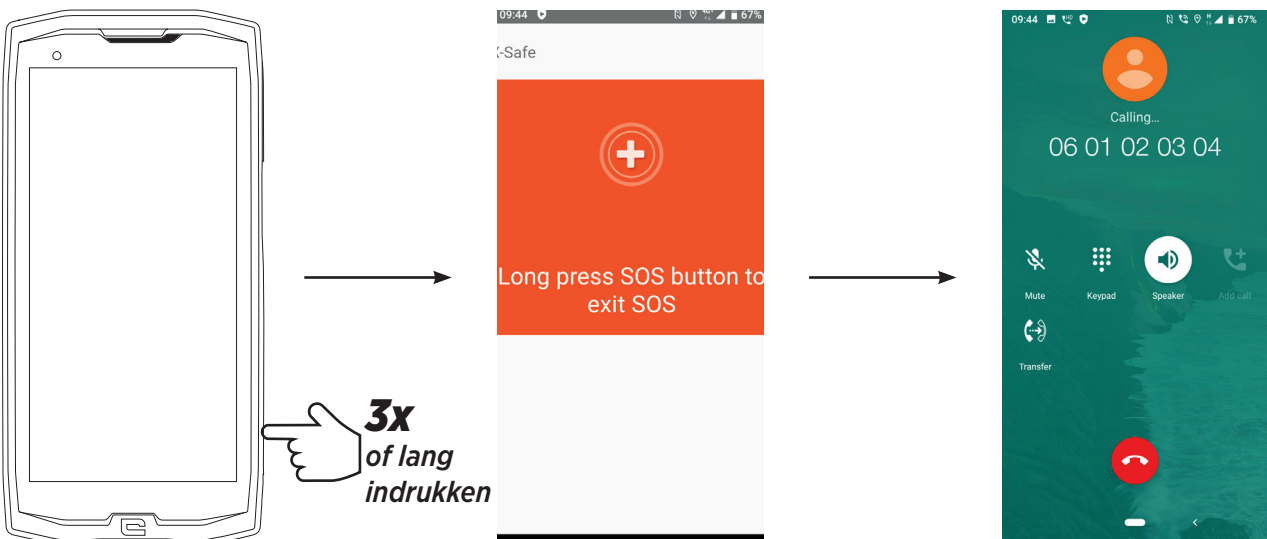 3x
of lang
indrukken
09:44 67%
X-Safe
Long press SOS button to
exit SOS
09:44 67%
Calling...
06 01 02 03 04
Mute Keypad Speaker Add call
Transfer